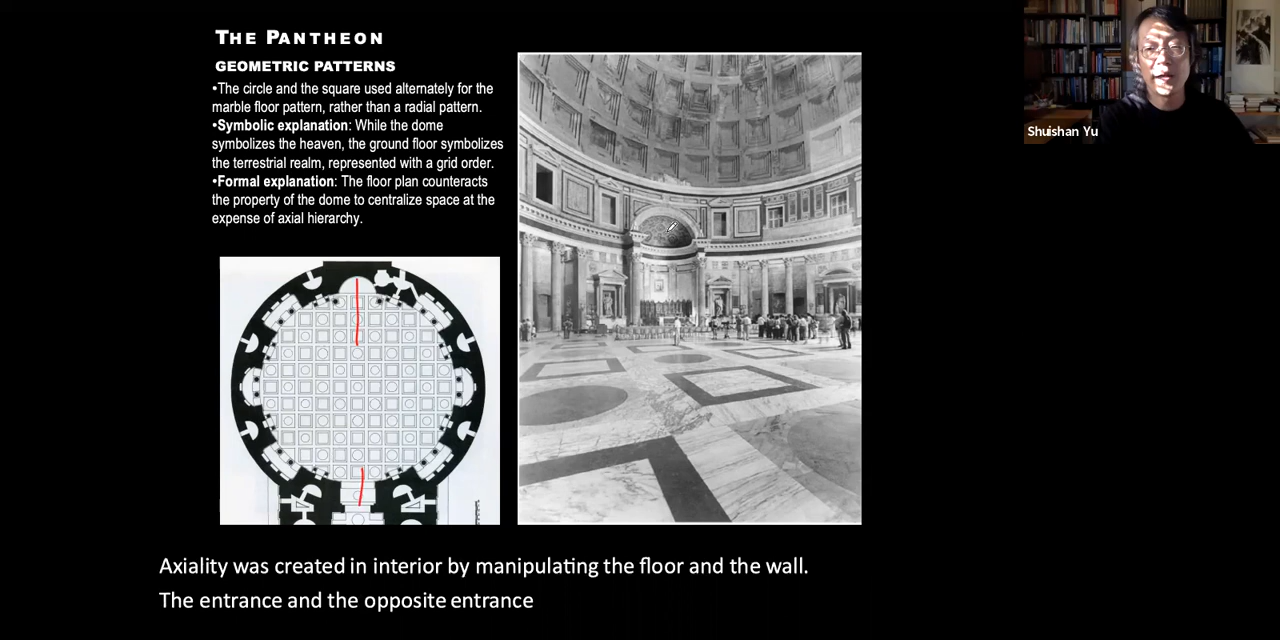 THE PANTHEON
GEOMETRIC PATTERNS
•The circle and the square used alternately for the
marble floor pattern, rather than a radial pattern.
•Symbolic explanation: While the dome
symbolizes the heaven, the ground floor symbolizes
the terrestrial realm, represented with a grid order.
•Formal explanation: The floor plan counteracts
the property of the dome to centralize space at the
expense of axial hierarchy.
Shuishan Yu
Axiality was created in interior by manipulating the floor and the wall.
The entrance and the opposite entrance